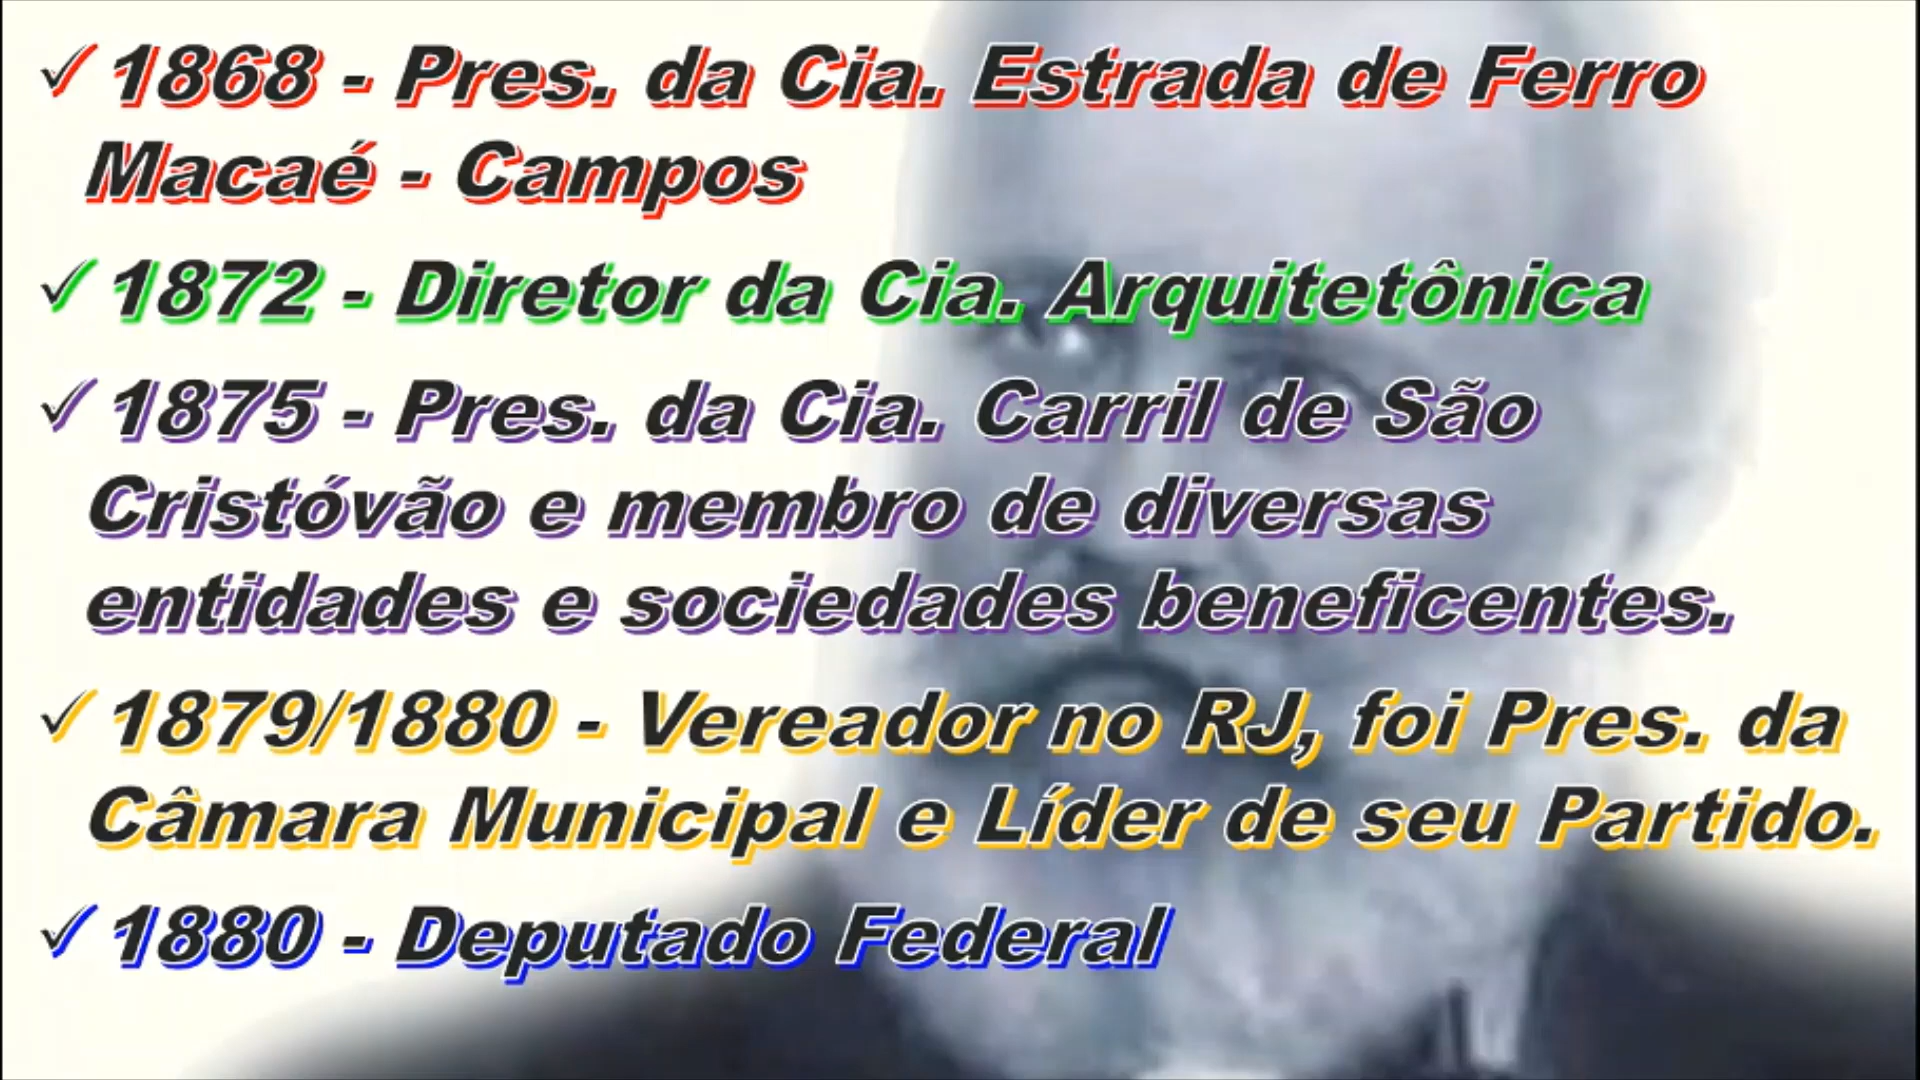 ✓ 1868 - Pres. da Cia. Estrada de Ferro
Macaé - Campos
✓ 1872 - Diretor da Cia. Arquitetônica
✓ 1875 - Pres. da Cia. Carril de São
Cristóvão e membro de diversas
entidades e sociedades beneficentes.
✓ 1879/1880 - Vereador no RJ, foi Pres. da
Câmara Municipal e Líder de seu Partido.
✓ 1880 - Deputado Federal